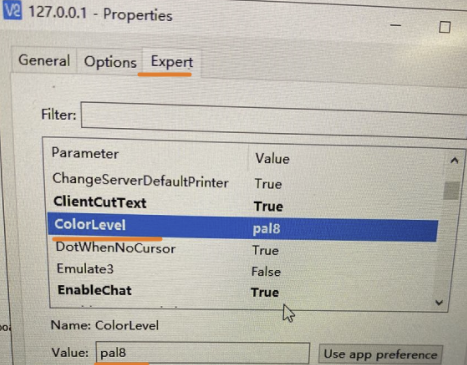 V2 127.0.0.1 - Properties
General Options Expert
Filter:
Parameter Value
ChangeServerDefaultPrinter True
ClientCutText True
ColorLevel pal8
DotWhenNoCursor True
Emulate3 False
EnableChat True
Name: ColorLevel
Value: pal8 Use app preference